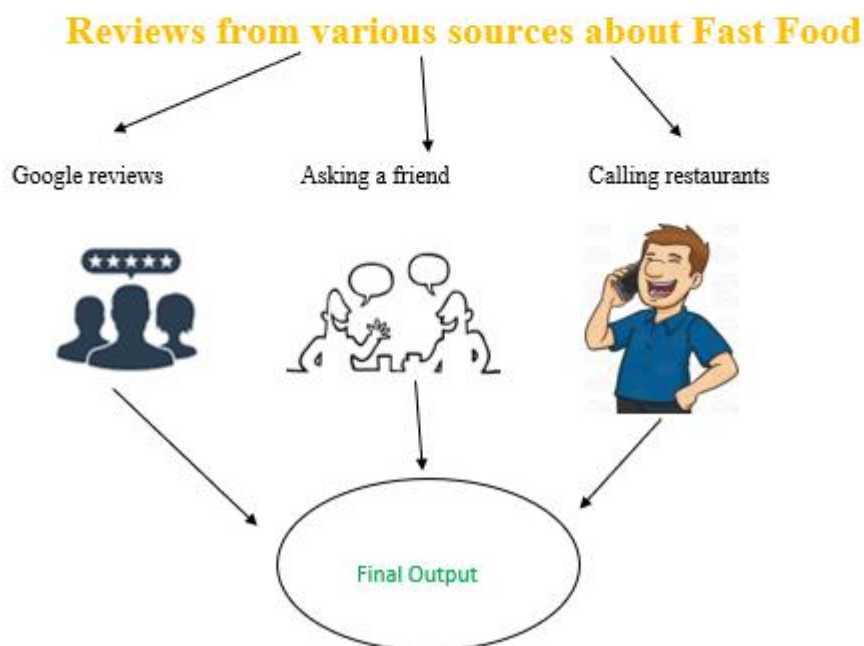 Reviews from various sources about Fast Food
Google reviews
Asking a friend
Calling restaurants
Final Output